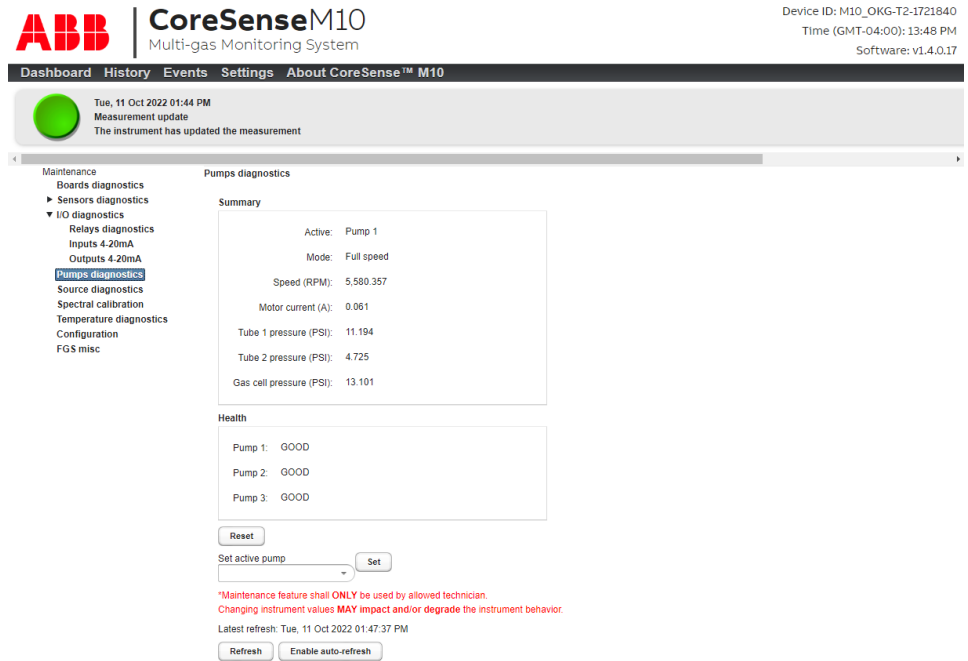 ABB
CoreSenseM10
Multi-gas Monitoring System
Device ID: M10_OKG-T2-1721840
Time (GMT-04:00): 13:48 PM
Software: v1.4.0.17
Dashboard History Events Settings About CoreSense™ M10
Tue, 11 Oct 2022 01:44 PM
Measurement update
The instrument has updated the measurement
Maintenance
Boards diagnostics
Sensors diagnostics
I/O diagnostics
Relays diagnostics
Inputs 4-20mA
Outputs 4-20mA
Pumps diagnostics
Source diagnostics
Spectral calibration
Temperature diagnostics
Configuration
FGS misc
Pumps diagnostics
Summary
Active: Pump 1
Mode: Full speed
Speed (RPM): 5,580.357
Motor current (A): 0.061
Tube 1 pressure (PSI): 11.194
Tube 2 pressure (PSI): 4.725
Gas cell pressure (PSI): 13.101
Health
Pump 1: GOOD
Pump 2: GOOD
Pump 3: GOOD
Reset
Set active pump
Set
*Maintenance feature shall ONLY be used by allowed technician.
Changing instrument values MAY impact and/or degrade the instrument behavior.
Latest refresh: Tue, 11 Oct 2022 01:47:37 PM
Refresh Enable auto-refresh